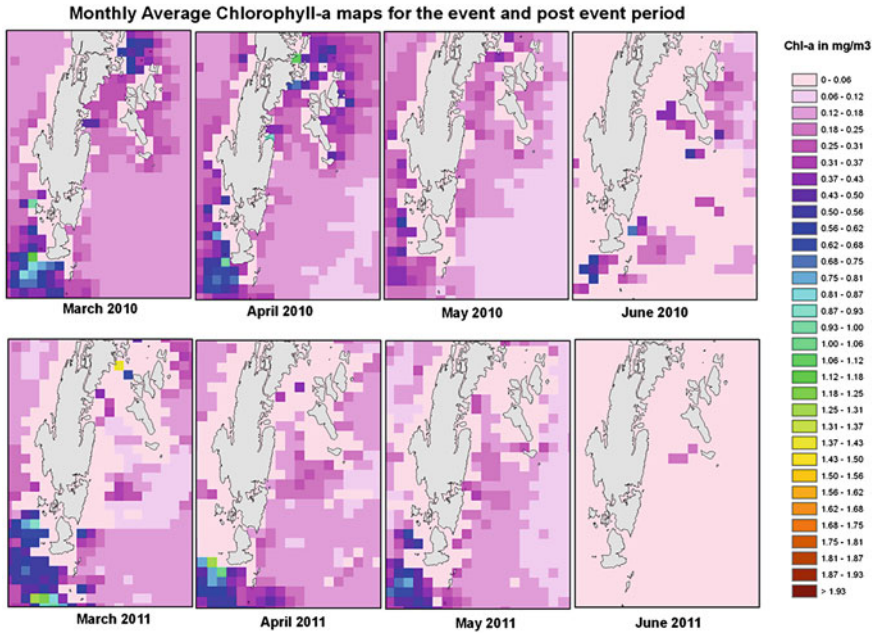 Monthly Average Chlorophyll-a maps for the event and post event period
March 2010
April 2010
May 2010
June 2010
March 2011
April 2011
May 2011
June 2011
Chl-a in mg/m3
0 - 0.06
0.06 - 0.12
0.12 - 0.18
0.18 - 0.25
0.25 - 0.31
0.31 - 0.37
0.37 - 0.43
0.43 - 0.50
0.50 - 0.56
0.56 - 0.62
0.62 - 0.68
0.68 - 0.75
0.75 - 0.81
0.81 - 0.87
0.87 - 0.93
0.93 - 1.00
1.00 - 1.06
1.06 - 1.12
1.12 - 1.18
1.18 - 1.25
1.25 - 1.31
1.31 - 1.37
1.37 - 1.43
1.43 - 1.50
1.50 - 1.56
1.56 - 1.62
1.62 - 1.68
1.68 - 1.75
1.75 - 1.81
1.81 - 1.87
1.87 - 1.93
> 1.93